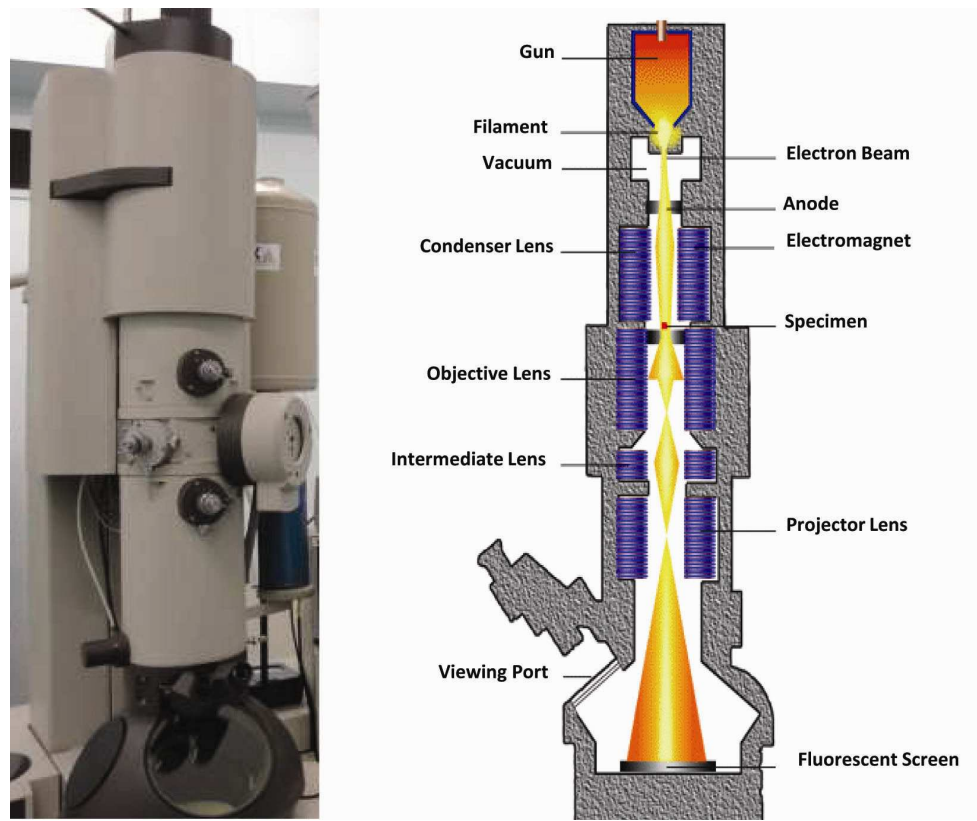 Gun
Filament
Vacuum
Electron Beam
Anode
Condenser Lens
Electromagnet
Specimen
Objective Lens
Intermediate Lens
Projector Lens
Viewing Port
Fluorescent Screen